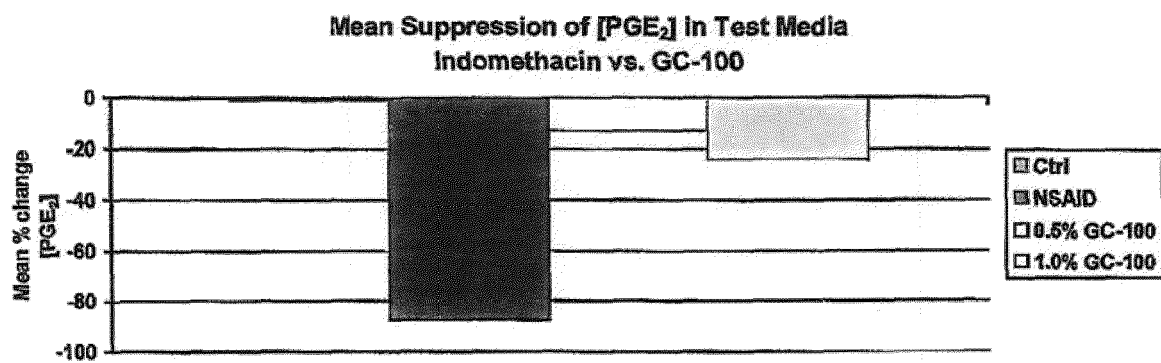 Mean Suppression of [PGE₂] in Test Media
Indomethacin vs. GC-100
0
-20
-40
-60
-80
-100
Mean % change
[PGE₂]
Ctrl
NSAID
0.5% GC-100
1.0% GC-100